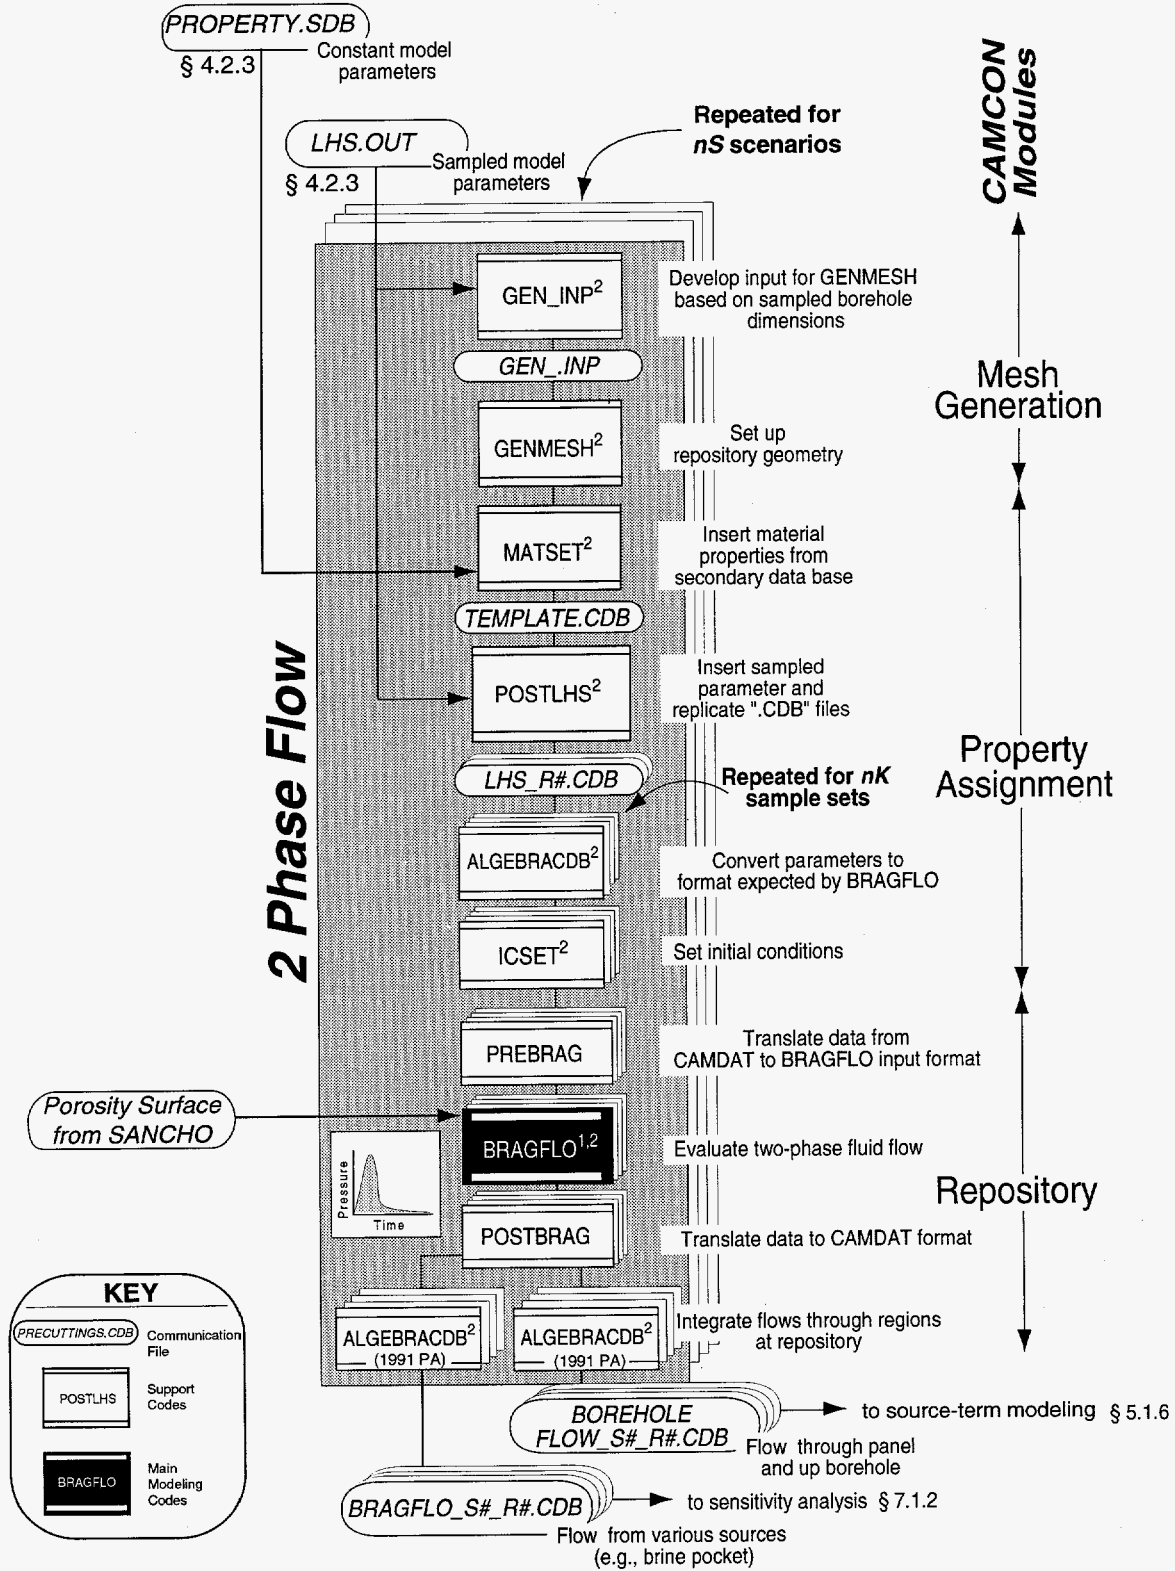 PROPERTY.SDB
§ 4.2.3
Constant model
parameters
LHS.OUT
§ 4.2.3
Sampled model
parameters
Repeated for
nS scenarios
CAMCON
Modules
GEN_INP2
Develop input for GENMESH
based on sampled borehole
dimensions
GEN_.INP
Mesh
Generation
GENMESH2
Set up
repository geometry
MATSET2
Insert material
properties from
secondary data base
TEMPLATE.CDB
POSTLHS2
Insert sampled
parameter and
replicate ".CDB" files
2 Phase Flow
Property
Assignment
LHS_R#.CDB
Repeated for nK
sample sets
ALGEBRACDB2
Convert parameters to
format expected by BRAGFLO
ICSET2
Set initial conditions
PREBRAG
Translate data from
CAMDAT to BRAGFLO input format
Porosity Surface
from SANCHO
BRAGFLO1,2
Evaluate two-phase fluid flow
Pressure
Time
Repository
POSTBRAG
Translate data to CAMDAT format
ALGEBRACDB2
(1991 PA)
ALGEBRACDB2
(1991 PA)
Integrate flows through regions
at repository
BOREHOLE
FLOW_S#_R#.CDB
to source-term modeling § 5.1.6
Flow through panel
and up borehole
BRAGFLO_S#_R#.CDB
to sensitivity analysis § 7.1.2
Flow from various sources
(e.g., brine pocket)
KEY
PRECUTTINGS.CDB
Communication
File
POSTLHS
Support
Codes
BRAGFLO
Main
Modeling
Codes